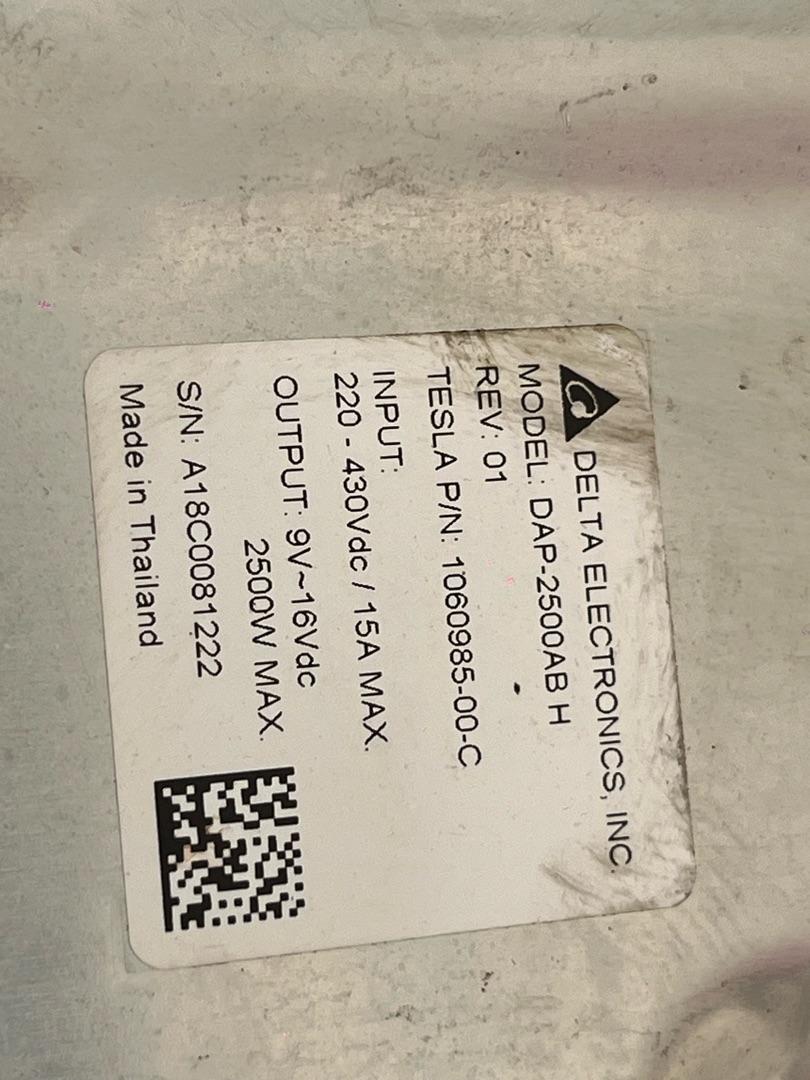 DELTA ELECTRONICS, INC.
MODEL: DAP-2500AB H
REV: 01
TESLA P/N: 1060985-00-C
INPUT:
220 - 430Vdc / 15A MAX.
OUTPUT: 9V~16Vdc
2500W MAX.
S/N: A18C0081222
Made in Thailand